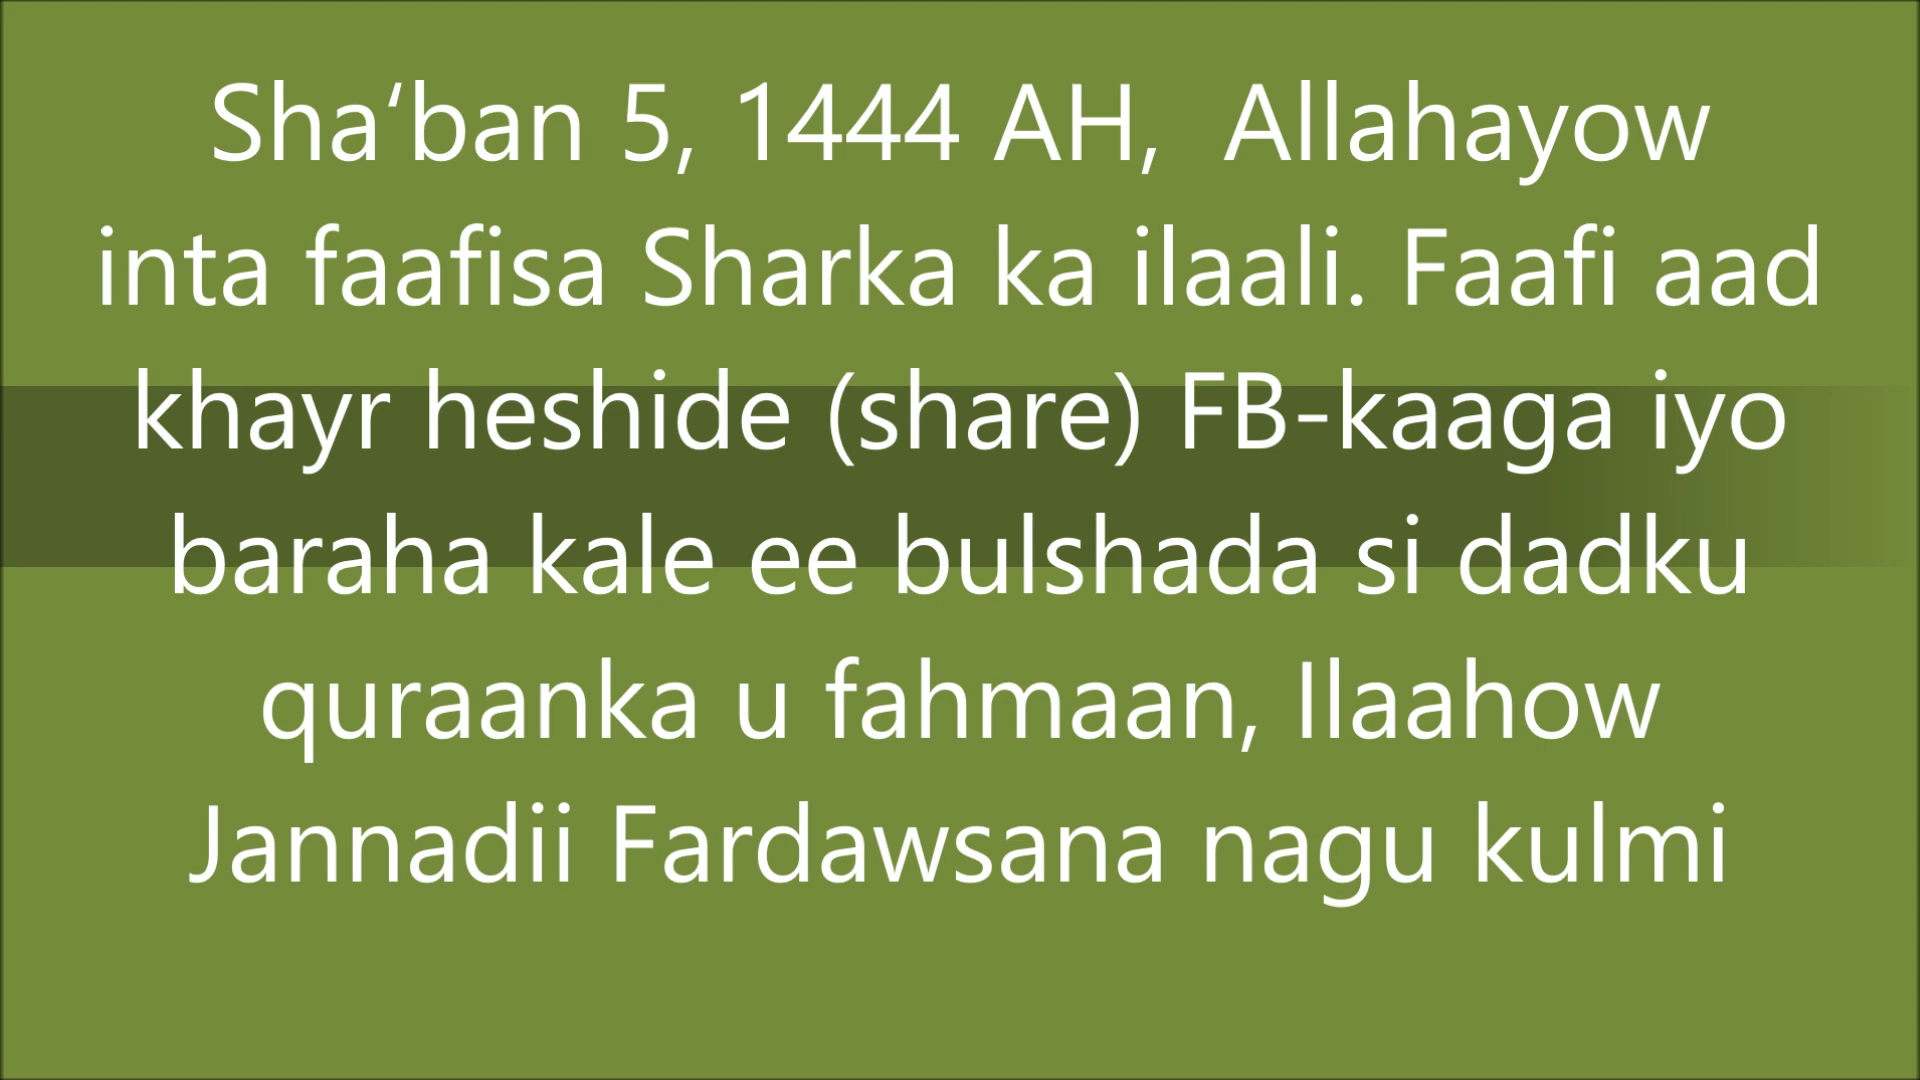 Sha‘ban 5, 1444 AH,  Allahayow
inta faafisa Sharka ka ilaali. Faafi aad
khayr heshide (share) FB-kaaga iyo
baraha kale ee bulshada si dadku
quraanka u fahmaan, Ilaahow
Jannadii Fardawsana nagu kulmi